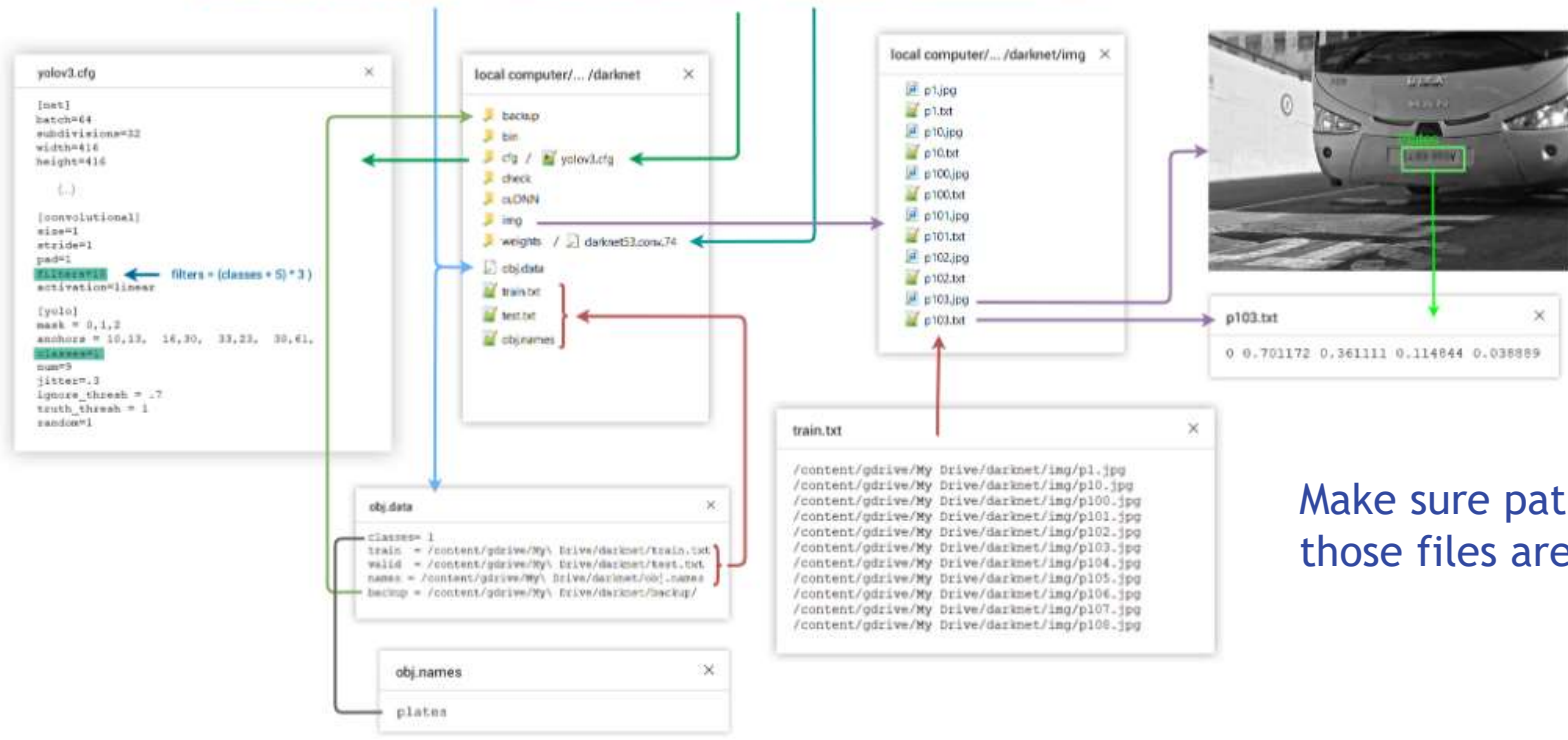 yolov3.cfg
[net]
batch=64
subdivisions=32
width=416
height=416
(...)
[convolutional]
size=1
stride=1
pad=1
filters=18
filters = (classes + 5) * 3 )
activation=linear
[yolo]
mask = 0,1,2
anchors = 10,13, 16,30, 33,23, 30,61,
classes=1
num=9
jitter=.3
ignore_thresh = .7
truth_thresh = 1
random=1
local computer/... /darknet
backup
bin
cfg / yolov3.cfg
check
cuDNN
img
weights / darknet53.conv.74
obj.data
train.txt
test.txt
obj.names
local computer/... /darknet/img
p1.jpg
p1.txt
p10.jpg
p10.txt
p100.jpg
p100.txt
p101.jpg
p101.txt
p102.jpg
p102.txt
p103.jpg
p103.txt
MAN
plates
p103.txt
0 0.701172 0.361111 0.114844 0.038889
obj.data
classes= 1
train = /content/gdrive/My\ Drive/darknet/train.txt
valid = /content/gdrive/My\ Drive/darknet/test.txt
names = /content/gdrive/My\ Drive/darknet/obj.names
backup = /content/gdrive/My\ Drive/darknet/backup/
obj.names
plates
train.txt
/content/gdrive/My Drive/darknet/img/p1.jpg
/content/gdrive/My Drive/darknet/img/p10.jpg
/content/gdrive/My Drive/darknet/img/p100.jpg
/content/gdrive/My Drive/darknet/img/p101.jpg
/content/gdrive/My Drive/darknet/img/p102.jpg
/content/gdrive/My Drive/darknet/img/p103.jpg
/content/gdrive/My Drive/darknet/img/p104.jpg
/content/gdrive/My Drive/darknet/img/p105.jpg
/content/gdrive/My Drive/darknet/img/p106.jpg
/content/gdrive/My Drive/darknet/img/p107.jpg
/content/gdrive/My Drive/darknet/img/p108.jpg
Make sure pat
those files are